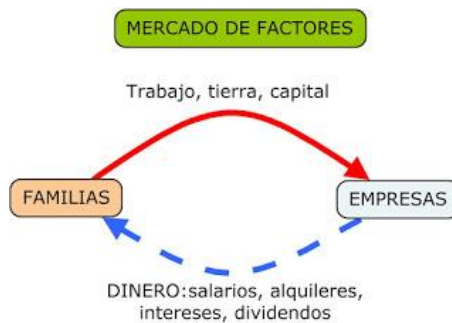 MERCADO DE FACTORES
Trabajo, tierra, capital
FAMILIAS
EMPRESAS
DINERO:salarios, alquileres,
intereses, dividendos